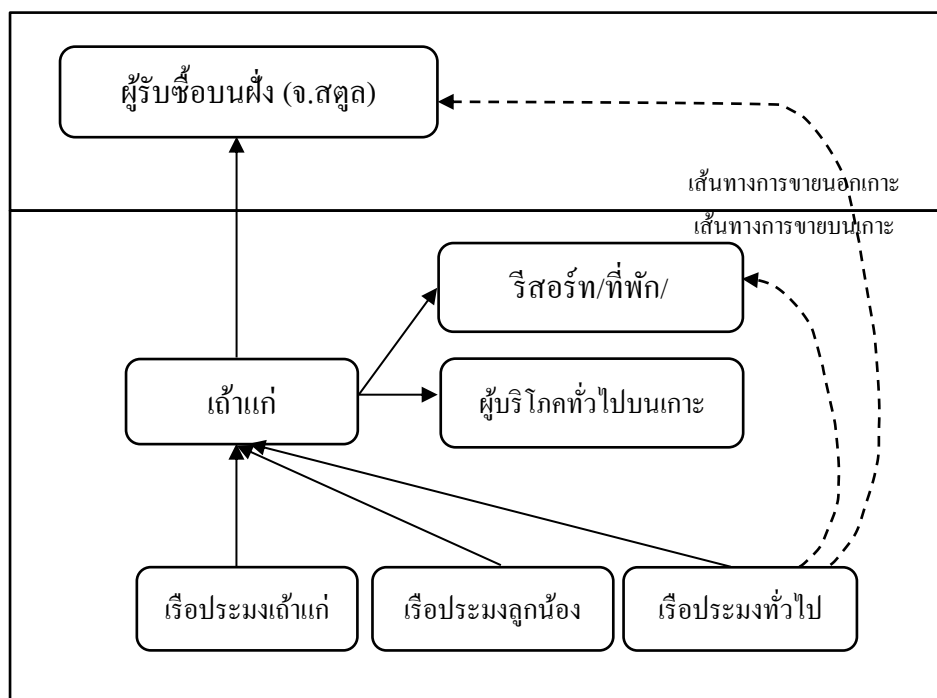 ผู้รับซื้อบนฝั่ง (จ.สตูล)
เส้นทางการขายนอกเกาะ
เส้นทางการขายบนเกาะ
รีสอร์ท/ที่พัก/
เถ้าแก่
ผู้บริโภคทั่วไปบนเกาะ
เรือประมงเถ้าแก่
เรือประมงลูกน้อง
เรือประมงทั่วไป